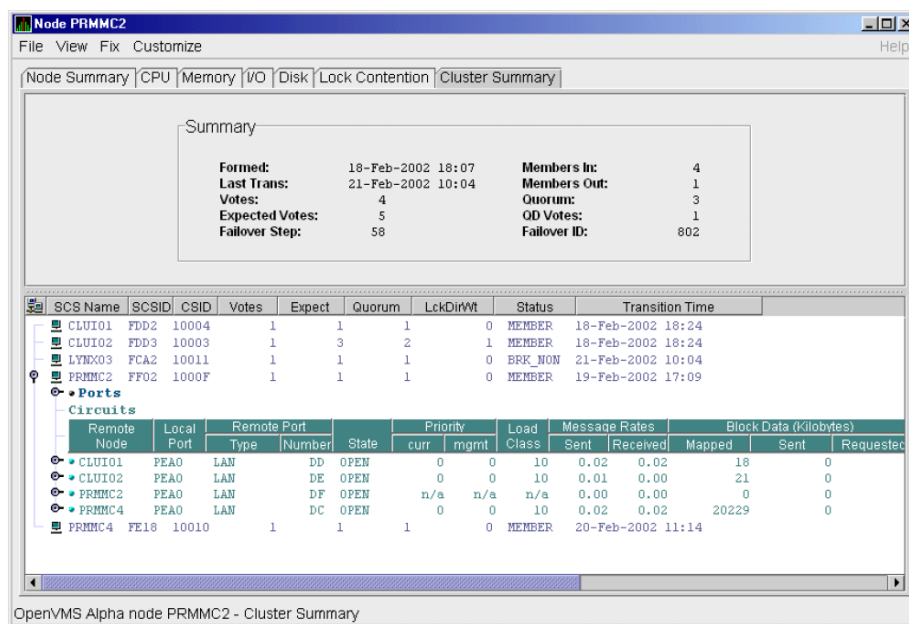 Node PRMMC2
File View Fix Customize Help
Node Summary CPU Memory I/O Disk Lock Contention Cluster Summary
Summary
Formed: 18-Feb-2002 18:07 Members In: 4
Last Trans: 21-Feb-2002 10:04 Members Out: 1
Votes: 4 Quorum: 3
Expected Votes: 5 QD Votes: 1
Failover Step: 58 Failover ID: 802
SCS Name SCSID CSID Votes Expect Quorum LckDirWt Status Transition Time
CLUI01 FDD2 10004 1 1 1 0 MEMBER 18-Feb-2002 18:24
CLUI02 FDD3 10003 1 3 2 1 MEMBER 18-Feb-2002 18:24
LYNX03 FCA2 10011 1 1 1 0 BRK_NON 21-Feb-2002 10:04
PRMMC2 FF02 1000F 1 1 1 0 MEMBER 19-Feb-2002 17:09
Ports
Circuits
Remote Local Remote Port Priority Load Message Rates Block Data (Kilobytes)
Node Port Type Number State curr mgmt Class Sent Received Mapped Sent Requested
CLUI01 PEA0 LAN DD OPEN 0 0 10 0.02 0.02 18 0
CLUI02 PEA0 LAN DE OPEN 0 0 10 0.01 0.00 21 0
PRMMC2 PEA0 LAN DF OPEN n/a n/a n/a 0.00 0.00 0 0
PRMMC4 PEA0 LAN DC OPEN 0 0 10 0.02 0.02 20229 0
PRMMC4 FE18 10010 1 1 1 0 MEMBER 20-Feb-2002 11:14
OpenVMS Alpha node PRMMC2 - Cluster Summary